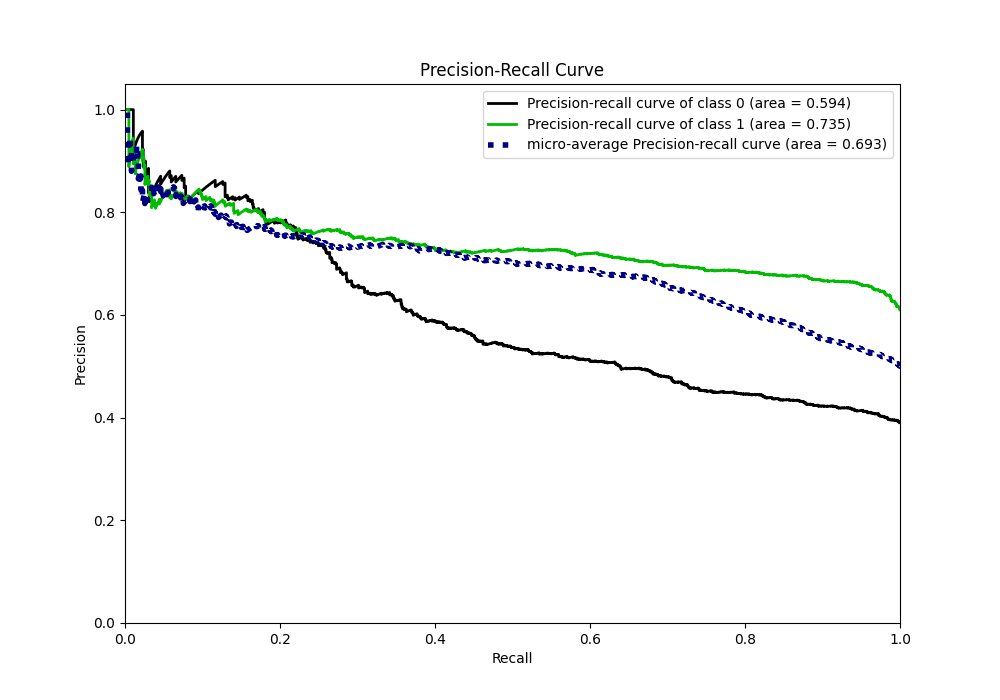 Precision-Recall Curve
Precision-recall curve of class 0 (area = 0.594)
Precision-recall curve of class 1 (area = 0.735)
micro-average Precision-recall curve (area = 0.693)
1.0
0.8
0.6
0.4
0.2
0.0
Precision
0.0 0.2 0.4 0.6 0.8 1.0
Recall